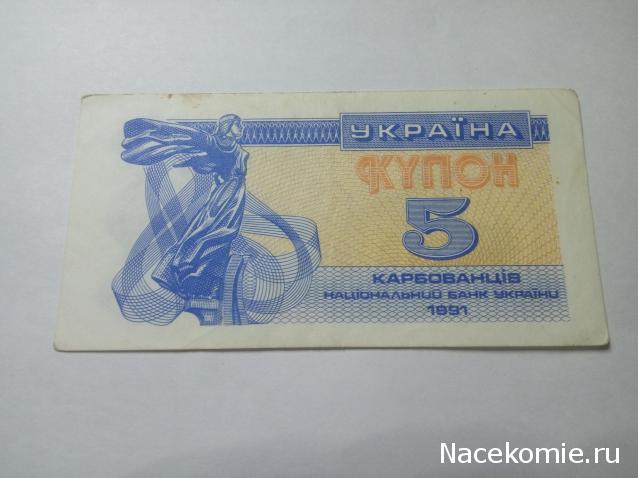 УКРАЇНА
КУПОН
5
КАРБОВАНЦІВ
НАЦІОНАЛЬНИЙ БАНК УКРАЇНИ
1991
Nacekomie.ru